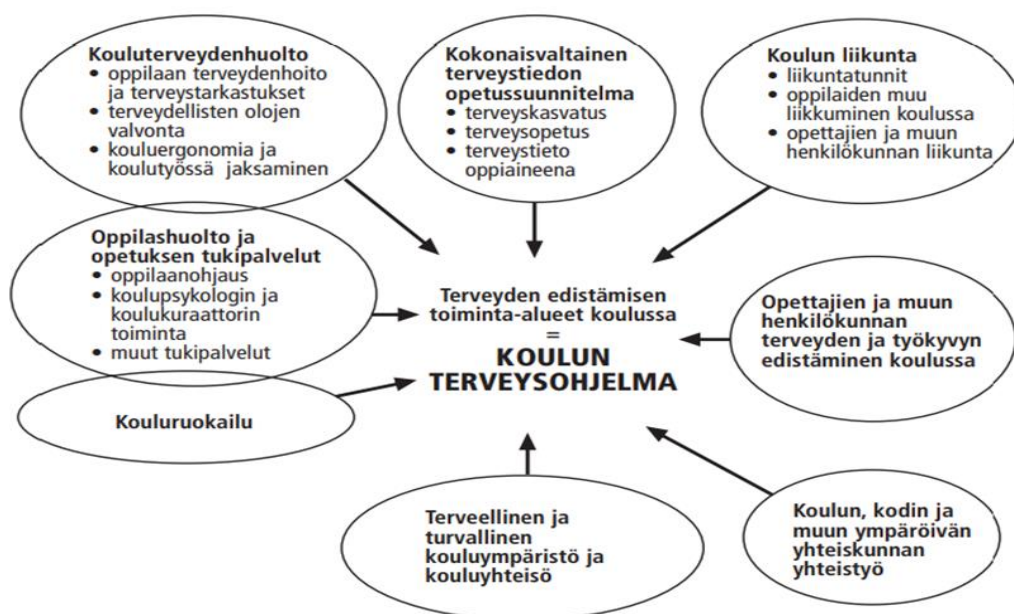 Kouluterveydenhuolto
• oppilaan terveydenhoito
ja terveystarkastukset
• terveydellisten olojen
valvonta
• kouluergonomia ja
koulutyössä jaksaminen
Kokonaisvaltainen
terveystiedon
opetussuunnitelma
• terveyskasvatus
• terveysopetus
• terveystieto
oppiaineena
Koulun liikunta
• liikuntatunnit
• oppilaiden muu
liikkuminen koulussa
• opettajien ja muun
henkilökunnan liikunta
Oppilashuolto ja
opetuksen tukipalvelut
• oppilaanohjaus
• koulupsykologin ja
koulukuraattorin
toiminta
• muut tukipalvelut
Terveyden edistämisen
toiminta-alueet koulussa
=
KOULUN
TERVEYSOHJELMA
Opettajien ja muun
henkilökunnan
terveyden ja työkyvyn
edistäminen koulussa
Kouluruokailu
Terveellinen ja
turvallinen
kouluympäristö ja
kouluyhteisö
Koulun, kodin ja
muun ympäröivän
yhteiskunnan
yhteistyö